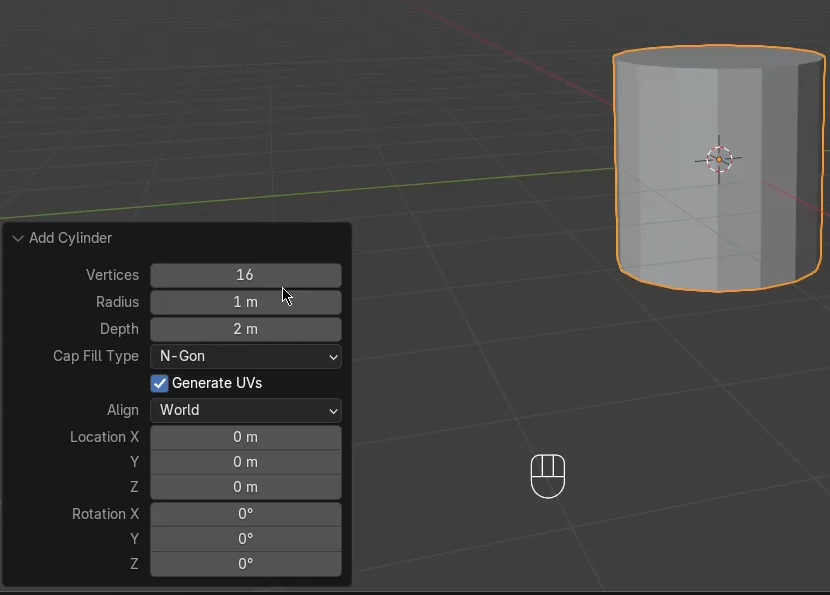 Add Cylinder
Vertices 16
Radius 1 m
Depth 2 m
Cap Fill Type N-Gon
Generate UVs
Align World
Location X 0 m
Y 0 m
Z 0 m
Rotation X 0°
Y 0°
Z 0°